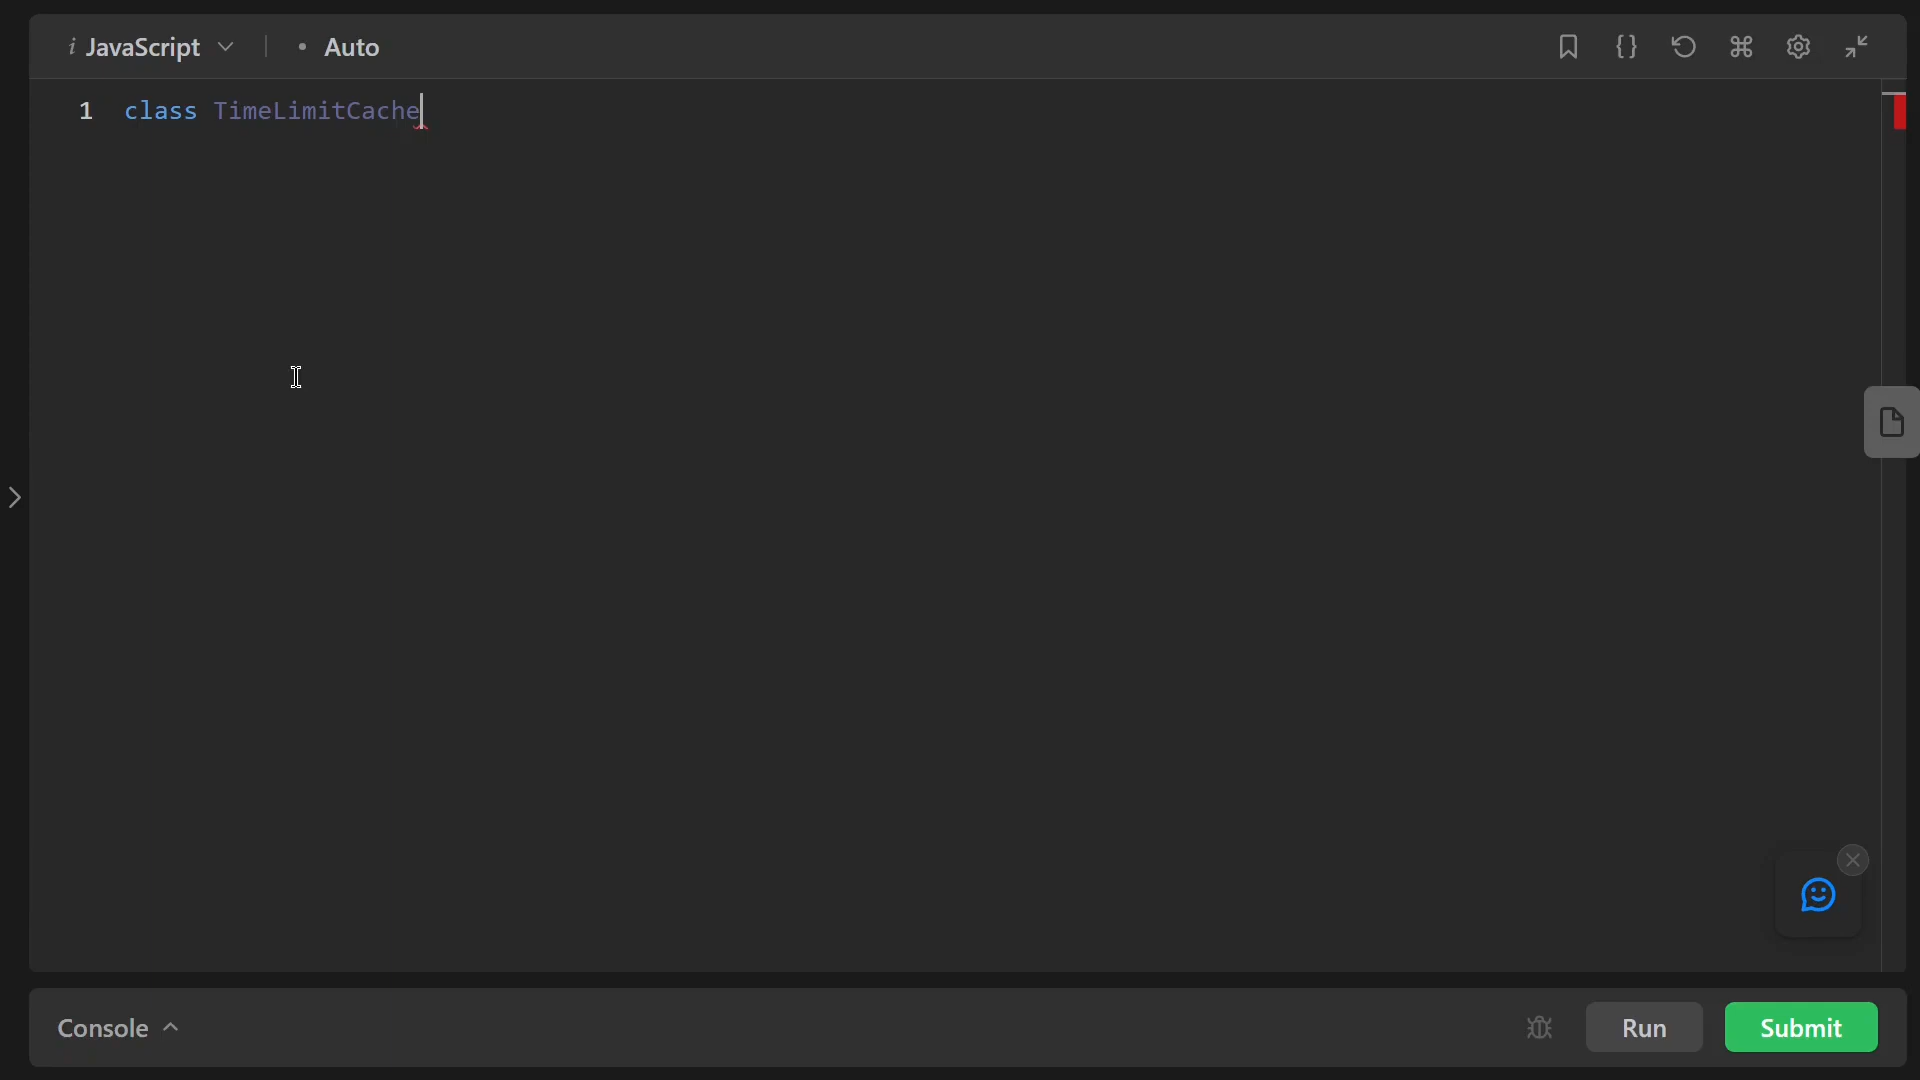 i JavaScript • Auto
1 class TimeLimitCache
Console
Run
Submit